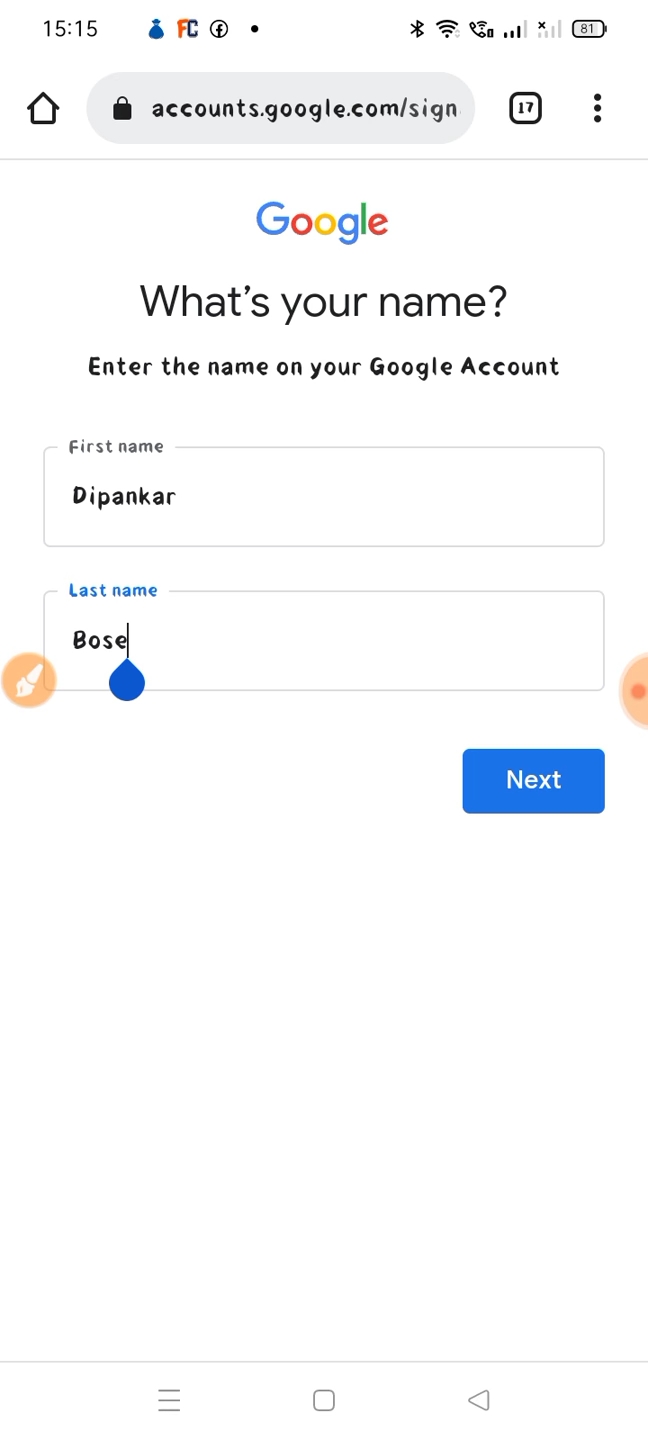 15:15 FC 81
accounts.google.com/sign 17
Google
What's your name?
Enter the name on your Google Account
First name
Dipankar
Last name
Bose
Next